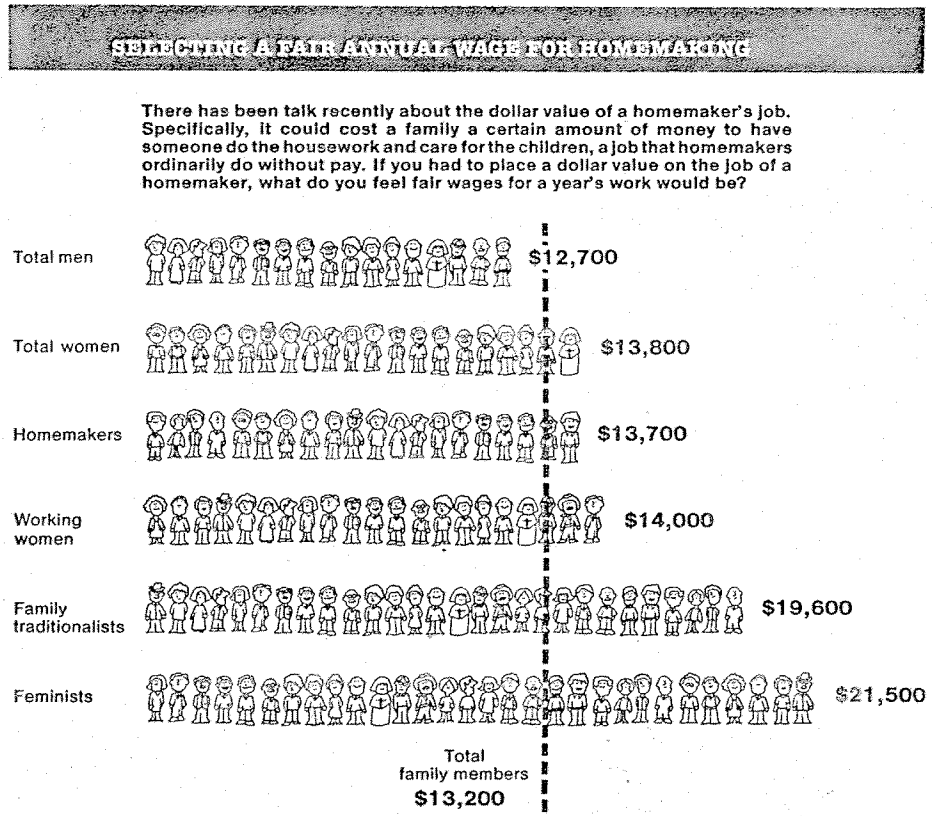 SELECTING A FAIR ANNUAL WAGE FOR HOMEMAKING
There has been talk recently about the dollar value of a homemaker's job.
Specifically, it could cost a family a certain amount of money to have
someone do the housework and care for the children, a job that homemakers
ordinarily do without pay. If you had to place a dollar value on the job of a
homemaker, what do you feel fair wages for a year's work would be?
Total men $12,700
Total women $13,800
Homemakers $13,700
Working
women $14,000
Family
traditionalists $19,600
Feminists $21,500
Total
family members
$13,200